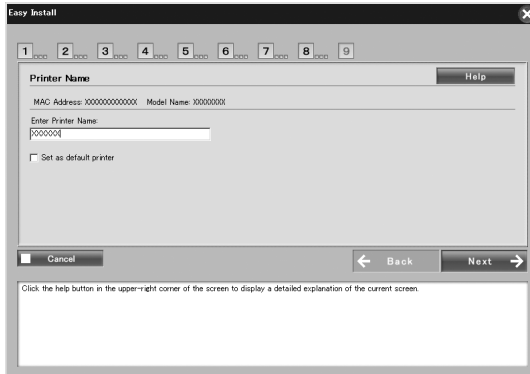 Easy Install
1 2 3 4 5 6 7 8 9
Printer Name
Help
MAC Address: XXXXXXXXXXXX Model Name: XXXXXXXX
Enter Printer Name:
XXXXXXX
Set as default printer
Cancel
Back
Next
Click the help button in the upper-right corner of the screen to display a detailed explanation of the current screen.